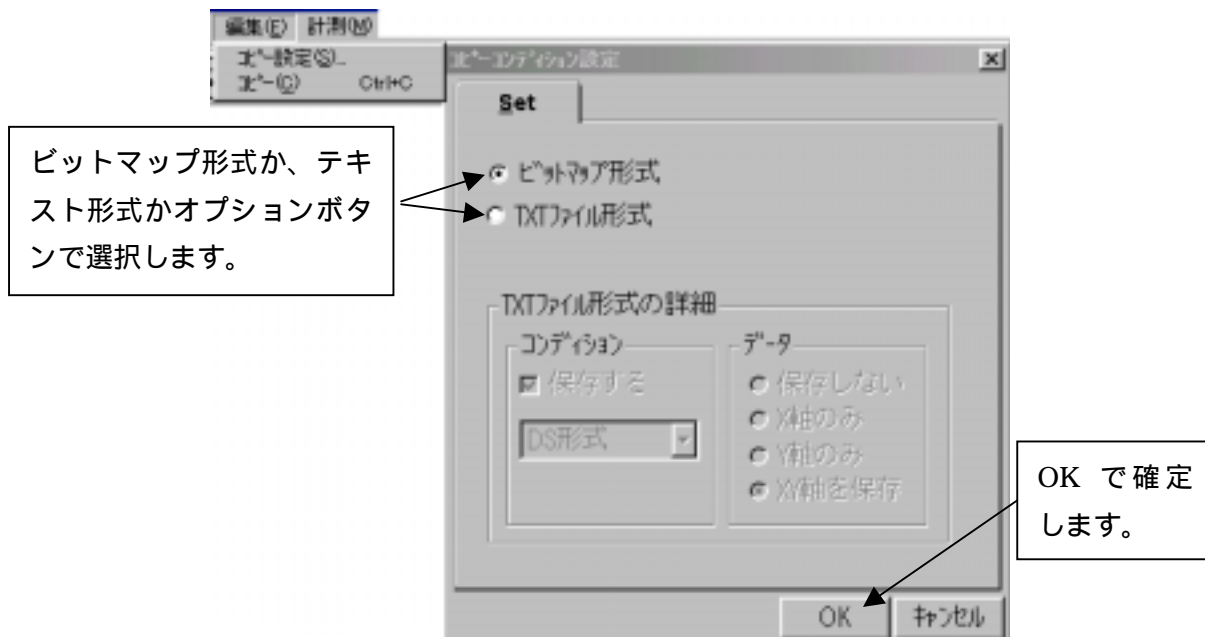 編集(E) 計測(M)
ｺﾋﾟｰ設定(S)...
ｺﾋﾟｰ(C) Ctrl+C
ｺﾋﾟｰｺﾝﾃﾞｨｼｮﾝ設定
Set
ビットマップ形式か、テキ
スト形式かオプションボタ
ンで選択します。
ﾋﾞｯﾄﾏｯﾌﾟ形式
TXTﾌｧｲﾙ形式
TXTﾌｧｲﾙ形式の詳細
ｺﾝﾃﾞｨｼｮﾝ
保存する
DS形式
ﾃﾞｰﾀ
保存しない
X軸のみ
Y軸のみ
XY軸を保存
OK で確定
します。
OK ｷｬﾝｾﾙ